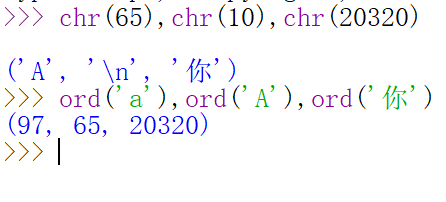 >>> chr(65),chr(10),chr(20320)
('A', '\n', '你')
>>> ord('a'),ord('A'),ord('你')
(97, 65, 20320)
>>>